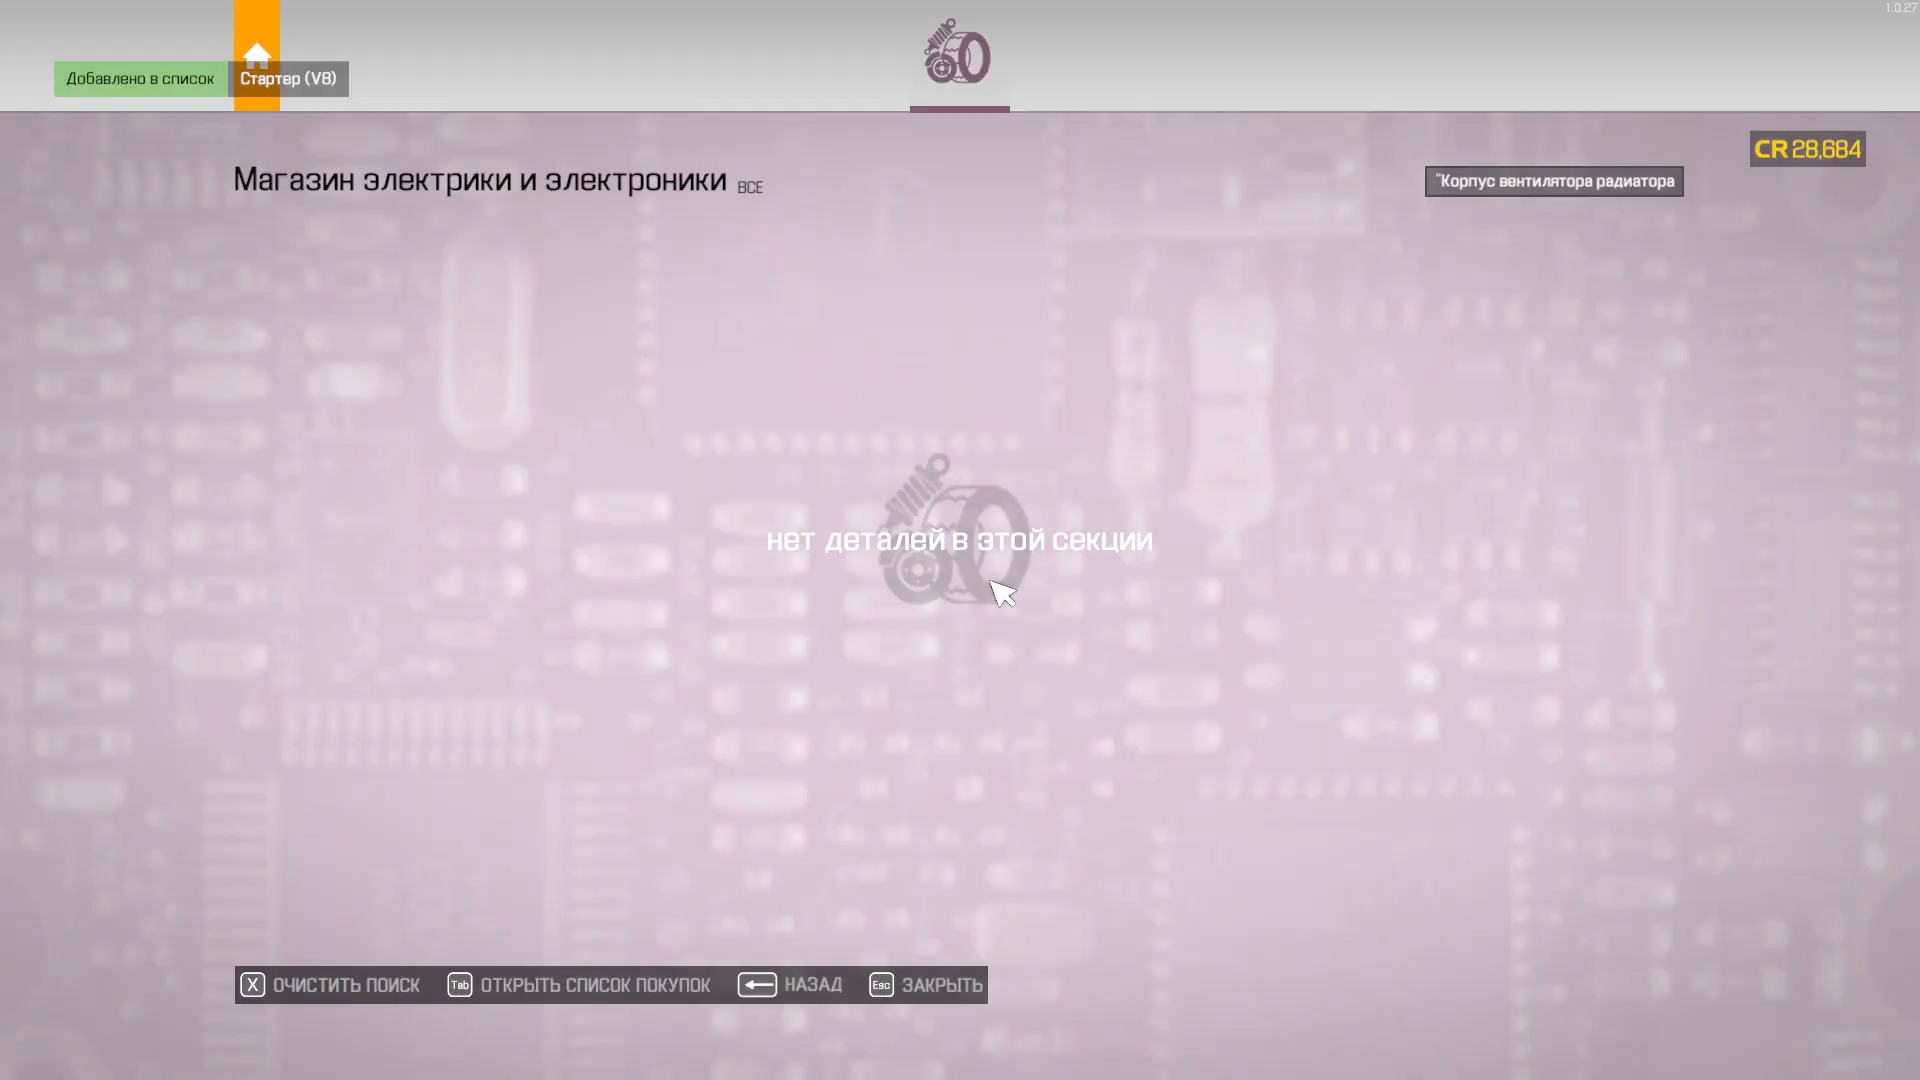 1.0.27
Добавлено в список Стартер (V8)
CR 28,684
Магазин электрики и электроники ВСЕ
"Корпус вентилятора радиатора
нет деталей в этой секции
X ОЧИСТИТЬ ПОИСК Tab ОТКРЫТЬ СПИСОК ПОКУПОК НАЗАД Esc ЗАКРЫТЬ